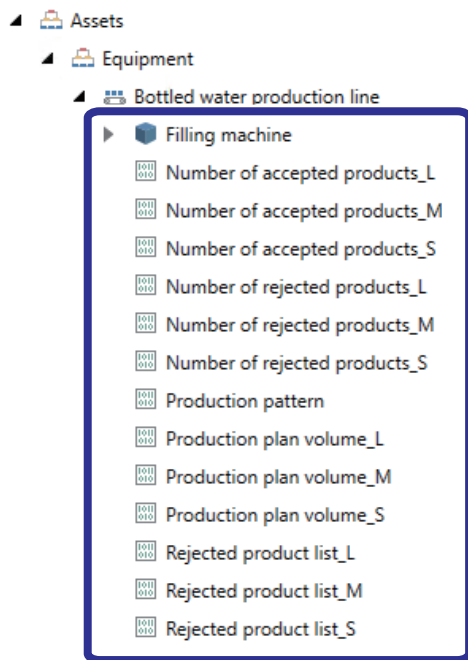 Assets
Equipment
Bottled water production line
Filling machine
Number of accepted products_L
Number of accepted products_M
Number of accepted products_S
Number of rejected products_L
Number of rejected products_M
Number of rejected products_S
Production pattern
Production plan volume_L
Production plan volume_M
Production plan volume_S
Rejected product list_L
Rejected product list_M
Rejected product list_S